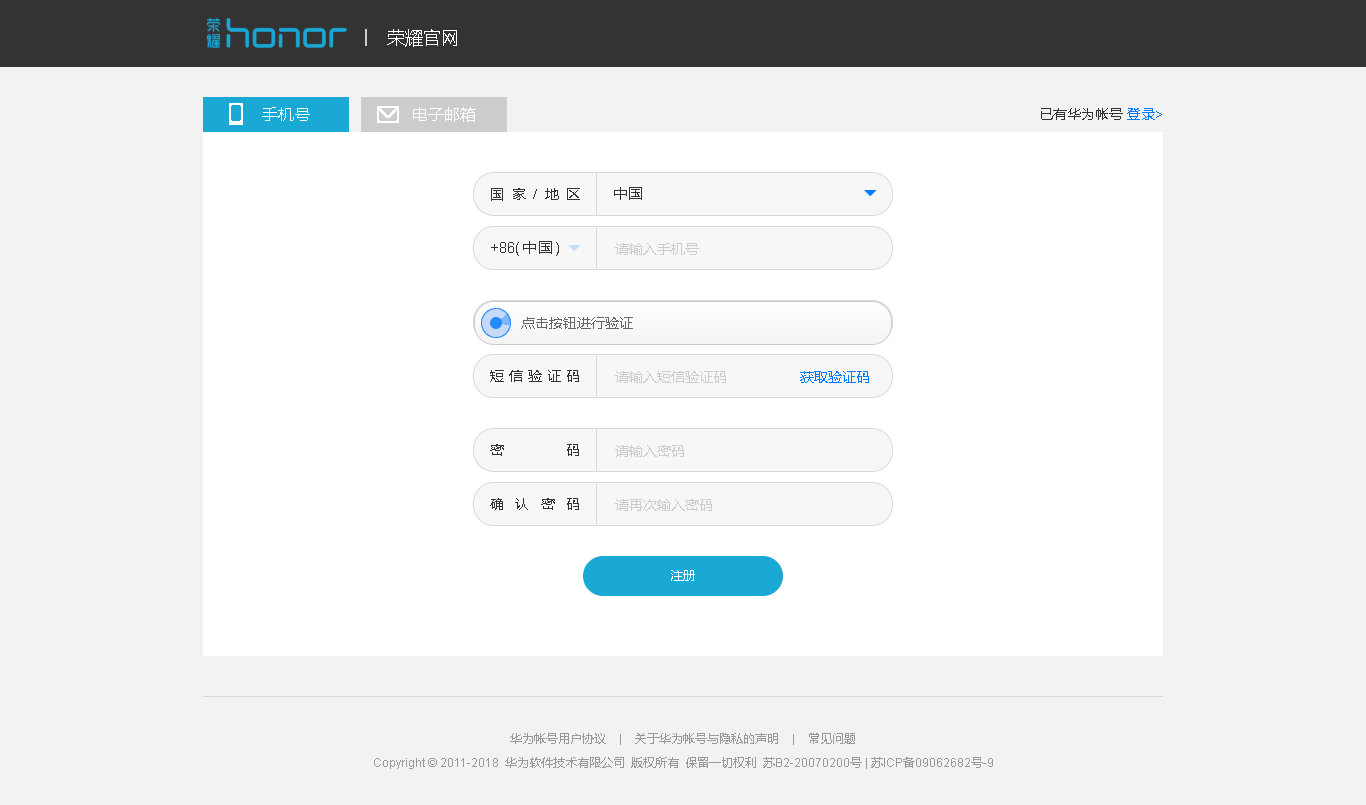 荣耀 honor | 荣耀官网
手机号 电子邮箱 已有华为帐号 登录>
国家/地区 中国
+86(中国) 请输入手机号
点击按钮进行验证
短信验证码 请输入短信验证码 获取验证码
密码 请输入密码
确认密码 请再次输入密码
注册
华为帐号用户协议 | 关于华为帐号与隐私的声明 | 常见问题
Copyright © 2011-2018 华为软件技术有限公司 版权所有 保留一切权利 苏B2-20070200号 | 苏ICP备09062682号-9